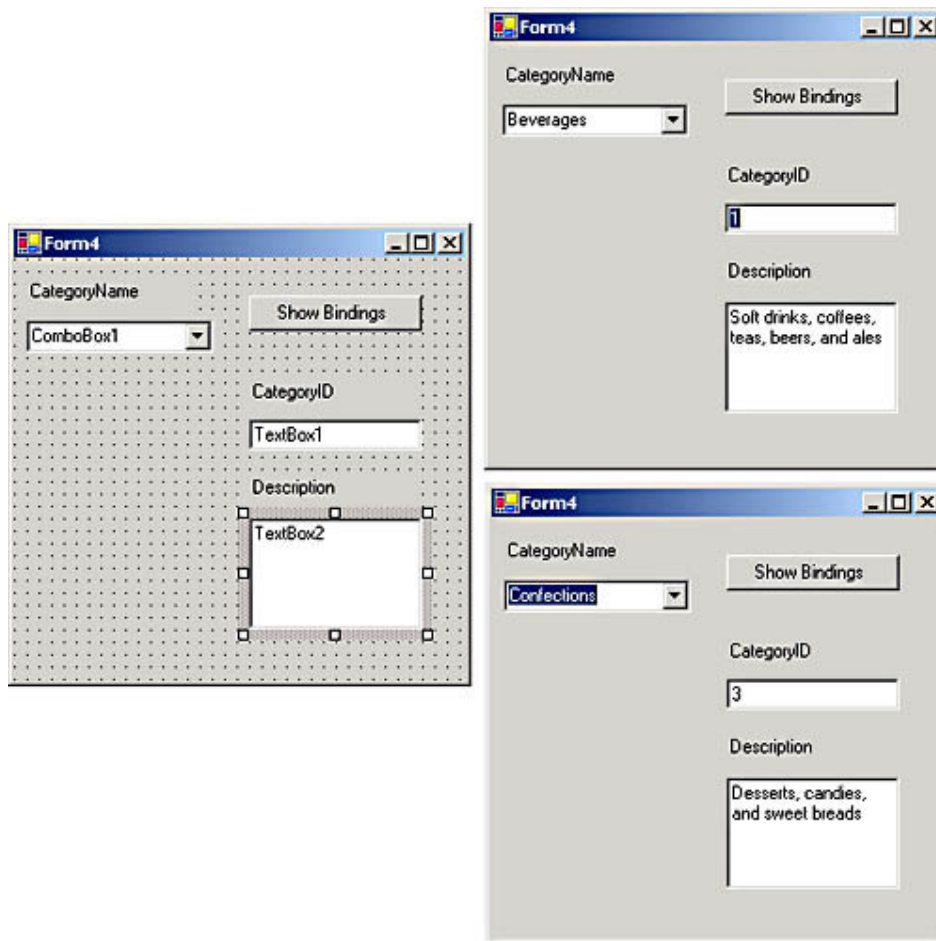 Form4
CategoryName
Show Bindings
ComboBox1
CategoryID
TextBox1
Description
TextBox2
Form4
CategoryName
Show Bindings
Beverages
CategoryID
1
Description
Soft drinks, coffees,
teas, beers, and ales
Form4
CategoryName
Show Bindings
Confections
CategoryID
3
Description
Desserts, candies,
and sweet breads